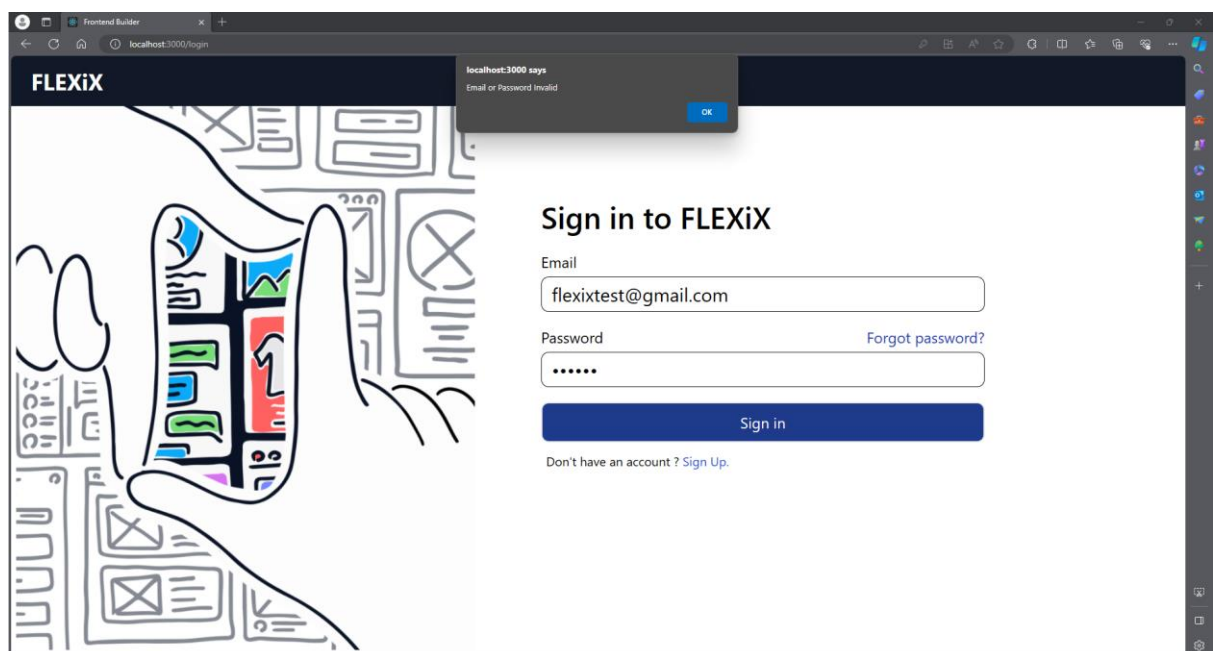 Frontend Builder
localhost:3000/login
FLEXiX
localhost:3000 says
Email or Password Invalid
OK
Sign in to FLEXiX
Email
flexixtest@gmail.com
Password Forgot password?
••••••
Sign in
Don't have an account ? Sign Up.